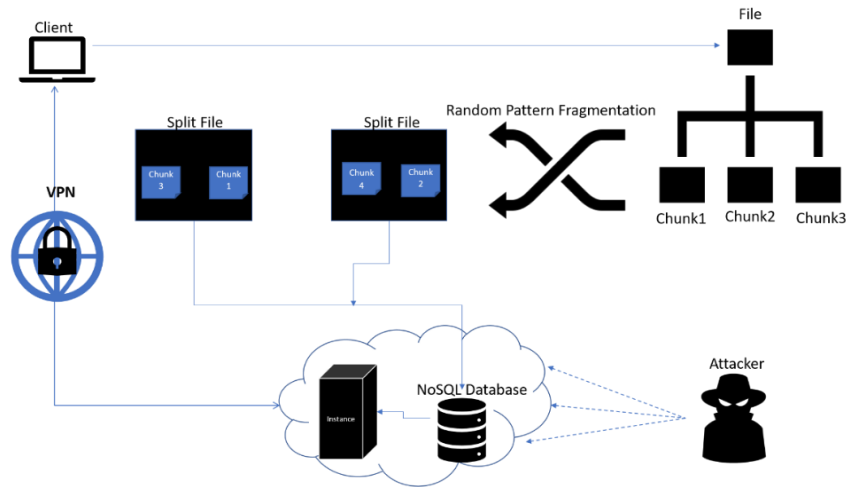 Client
File
Random Pattern Fragmentation
Split File
Split File
Chunk
3
Chunk
1
Chunk
4
Chunk
2
Chunk1
Chunk2
Chunk3
VPN
NoSQL Database
Instance
Attacker